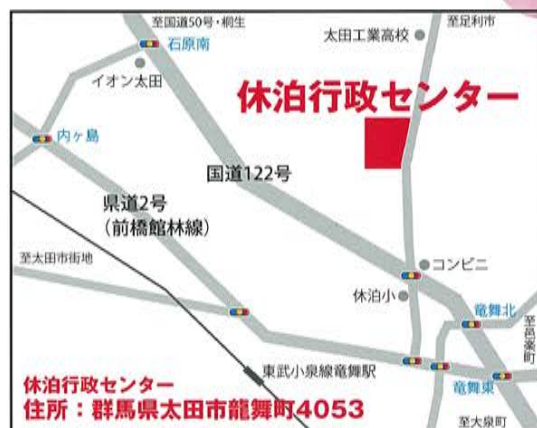 至国道50号・桐生
石原南
太田工業高校
至足利市
イオン太田
休泊行政センター
内ヶ島
国道122号
県道2号
(前橋館林線)
至太田市街地
コンビニ
休泊小
竜舞北
至邑楽町
東武小泉線竜舞駅
竜舞東
休泊行政センター
住所：群馬県太田市龍舞町4053
至大泉町